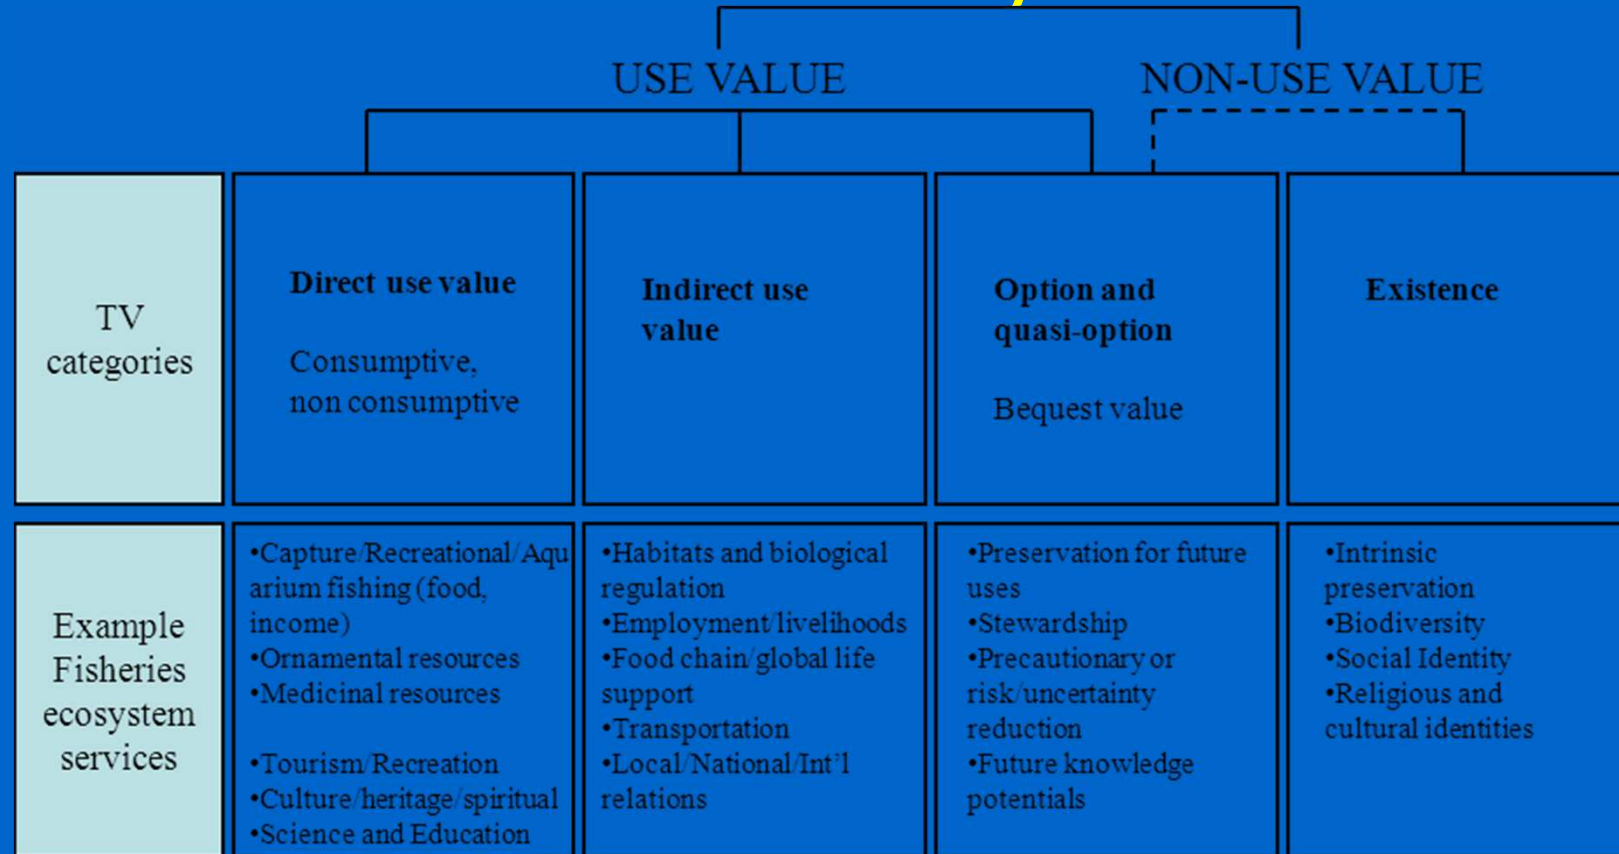 USE VALUE
NON-USE VALUE
TV
categories
Direct use value
Consumptive,
non consumptive
Indirect use
value
Option and
quasi-option
Bequest value
Existence
Example
Fisheries
ecosystem
services
•Capture/Recreational/Aqu
arium fishing (food,
income)
•Ornamental resources
•Medicinal resources
•Tourism/Recreation
•Culture/heritage/spiritual
•Science and Education
•Habitats and biological
regulation
•Employment/livelihoods
•Food chain/global life
support
•Transportation
•Local/National/Int’l
relations
•Preservation for future
uses
•Stewardship
•Precautionary or
risk/uncertainty
reduction
•Future knowledge
potentials
•Intrinsic
preservation
•Biodiversity
•Social Identity
•Religious and
cultural identities